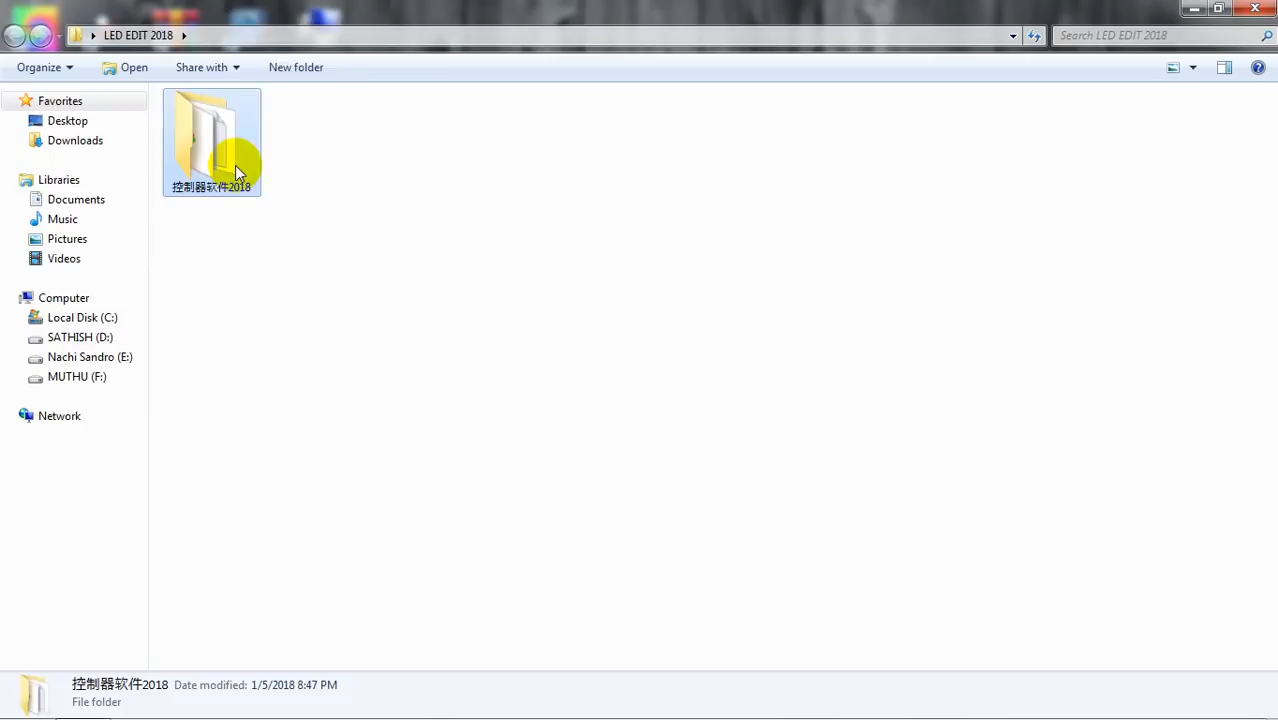 LED EDIT 2018
Search LED EDIT 2018
Organize
Open
Share with
New folder
Favorites
Desktop
Downloads
Libraries
Documents
Music
Pictures
Videos
Computer
Local Disk (C:)
SATHISH (D:)
Nachi Sandro (E:)
MUTHU (F:)
Network
控制器软件2018
控制器软件2018 Date modified: 1/5/2018 8:47 PM
File folder